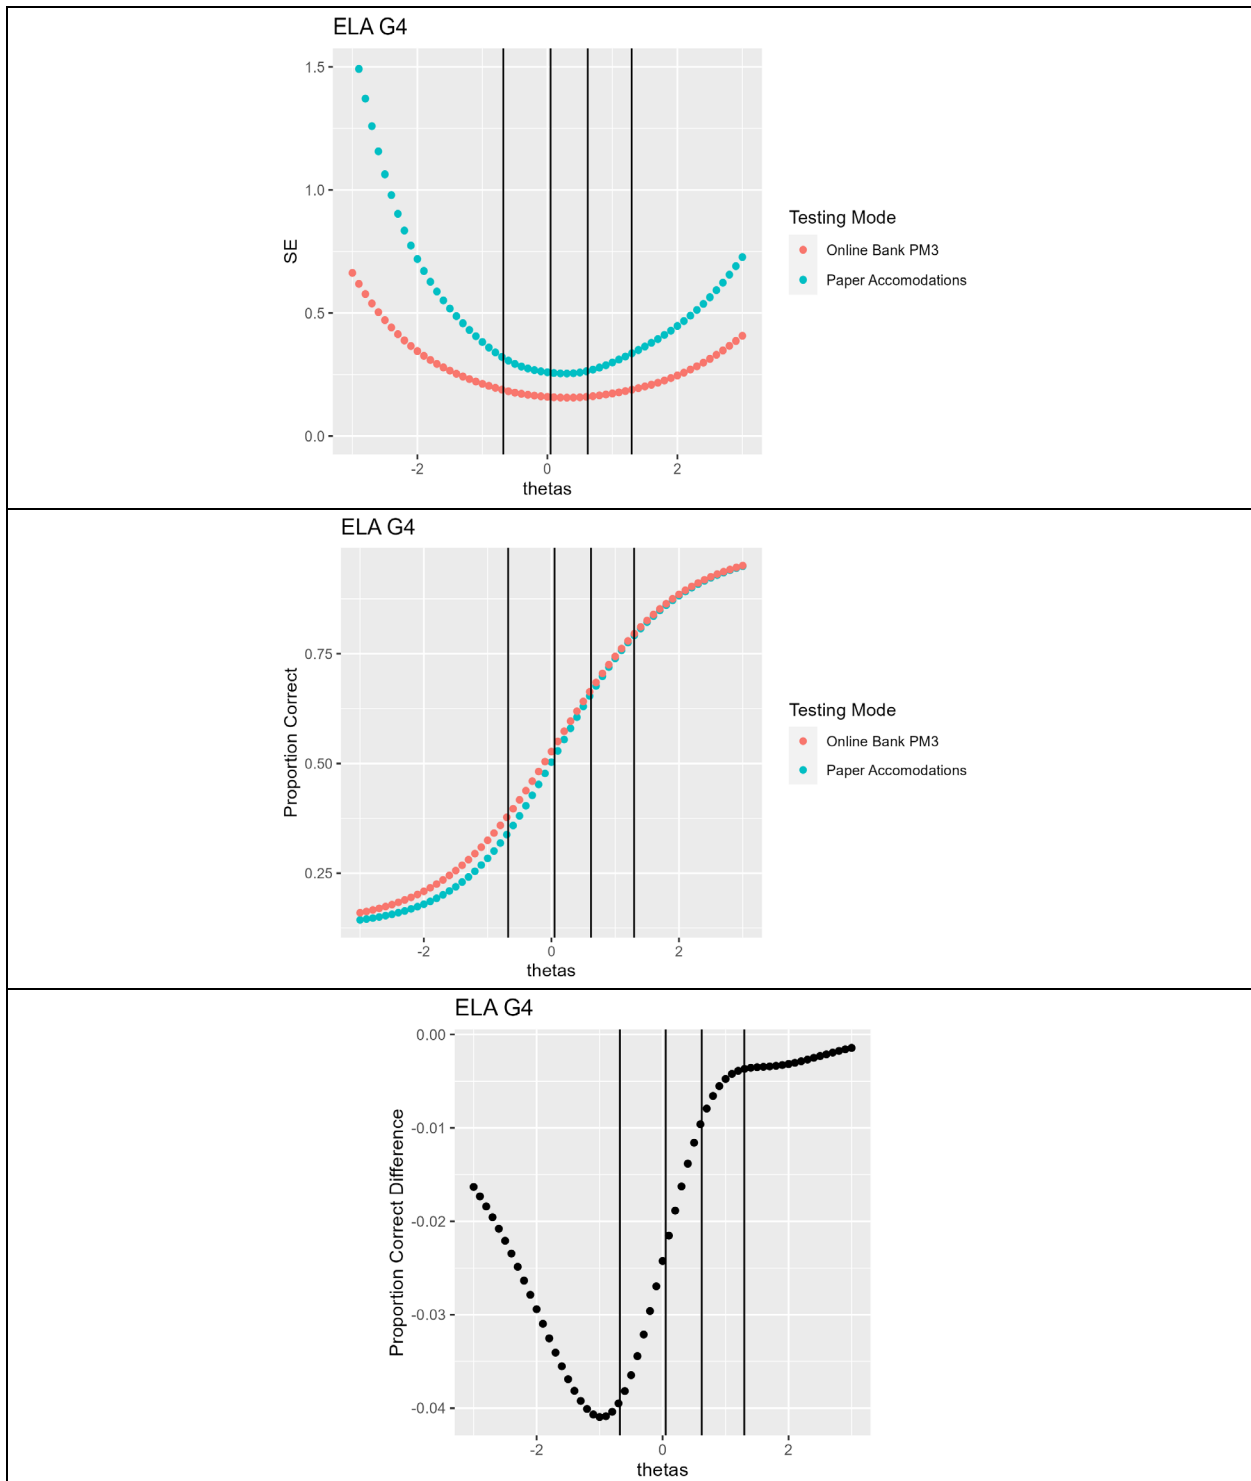 ELA G4
1.5
1.0
0.5
0.0
SE
-2 0 2
thetas
Testing Mode
Online Bank PM3
Paper Accomodations
ELA G4
0.75
0.50
0.25
Proportion Correct
-2 0 2
thetas
Testing Mode
Online Bank PM3
Paper Accomodations
ELA G4
0.00
-0.01
-0.02
-0.03
-0.04
Proportion Correct Difference
-2 0 2
thetas